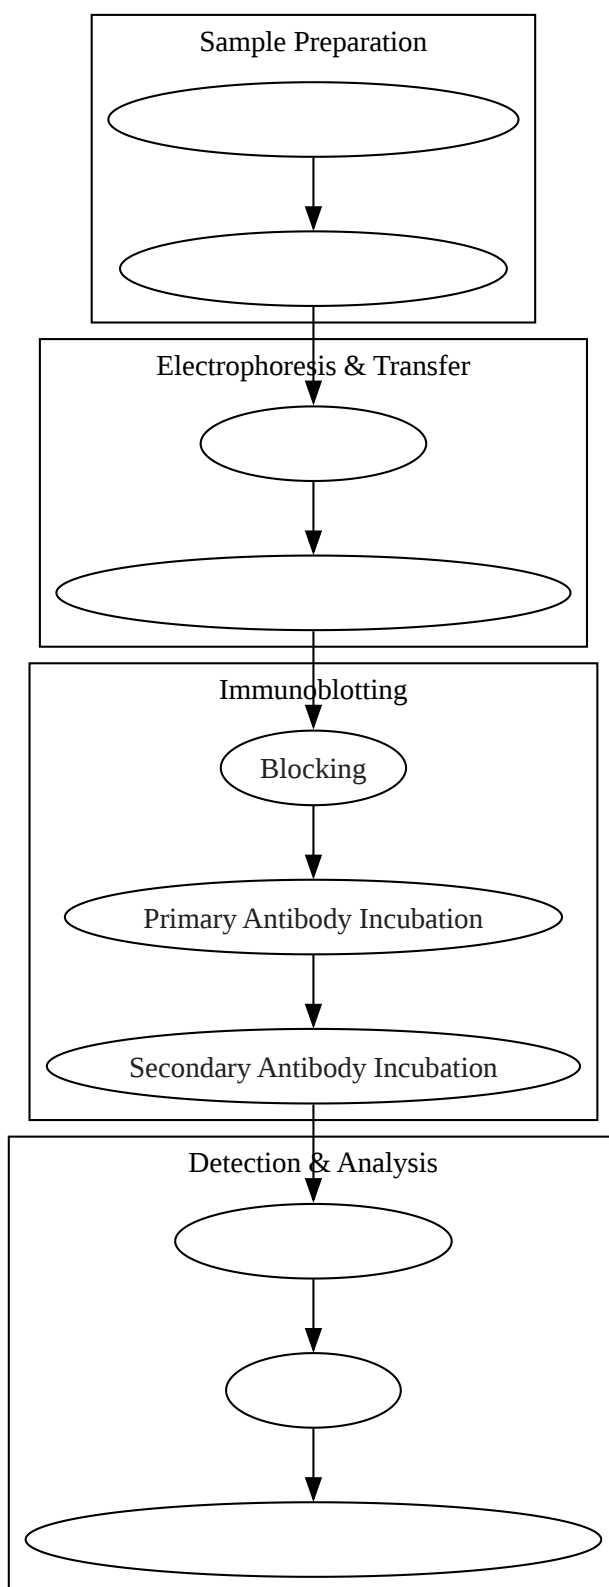 Sample Preparation
Electrophoresis & Transfer
Immunoblotting
Blocking
Primary Antibody Incubation
Secondary Antibody Incubation
Detection & Analysis